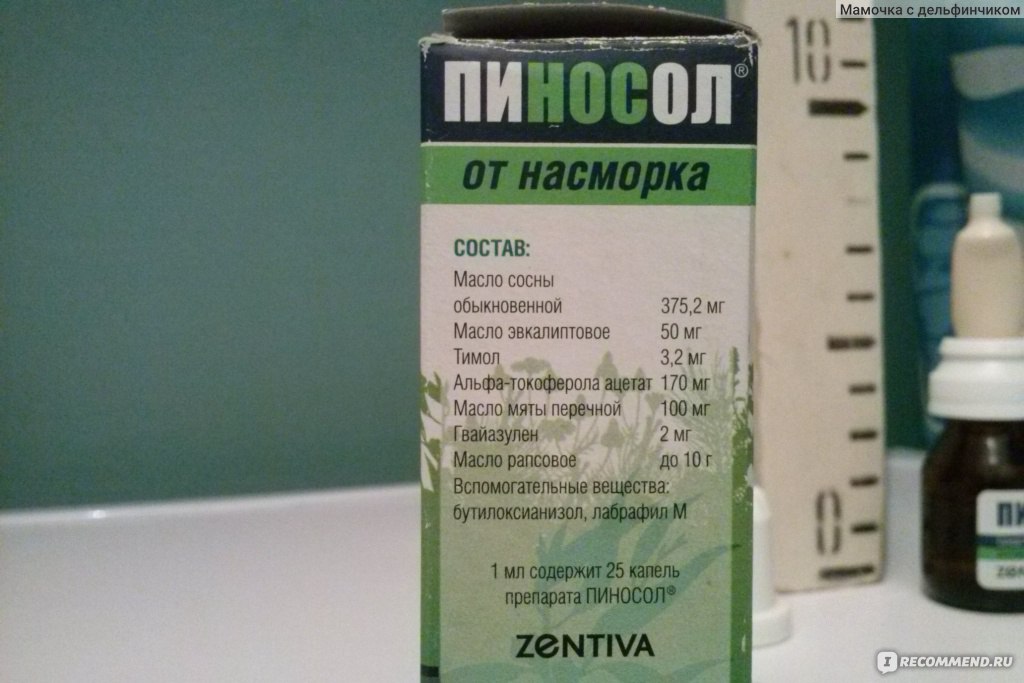 Мамочка с дельфинчиком
ПИНОСОЛ®
от насморка
СОСТАВ:
Масло сосны
обыкновенной 375,2 мг
Масло эвкалиптовое 50 мг
Тимол 3,2 мг
Альфа-токоферола ацетат 170 мг
Масло мяты перечной 100 мг
Гвайазулен 2 мг
Масло рапсовое до 10 г
Вспомогательные вещества:
бутилоксианизол, лабрафил М
1 мл содержит 25 капель
препарата ПИНОСОЛ®
ZENTIVA
10
0
IRECOMMEND.RU